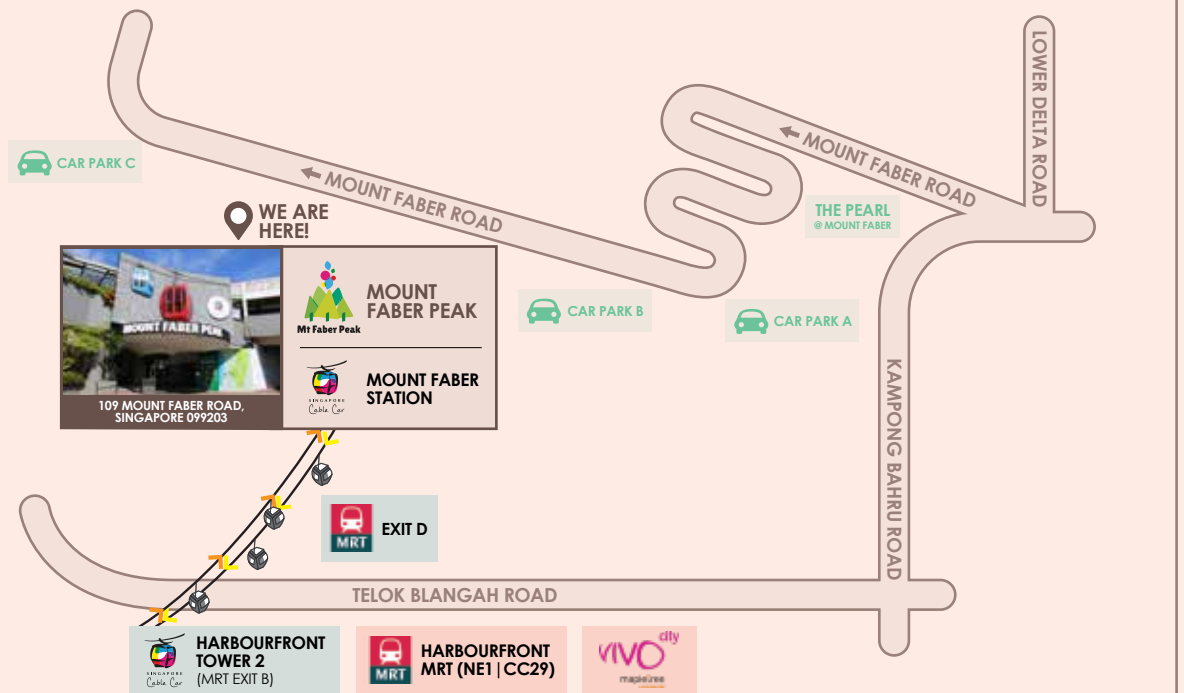 LOWER DELTA ROAD
MOUNT FABER ROAD
CAR PARK C
MOUNT FABER ROAD
THE PEARL
@ MOUNT FABER
WE ARE
HERE!
MOUNT FABER PEAK
109 MOUNT FABER ROAD,
SINGAPORE 099203
Mt Faber Peak
MOUNT
FABER PEAK
SINGAPORE
Cable Car
MOUNT FABER
STATION
CAR PARK B
CAR PARK A
KAMPONG BAHRU ROAD
MRT
EXIT D
TELOK BLANGAH ROAD
SINGAPORE
Cable Car
HARBOURFRONT
TOWER 2
(MRT EXIT B)
MRT
HARBOURFRONT
MRT (NE1|CC29)
VIVO city
mapletree